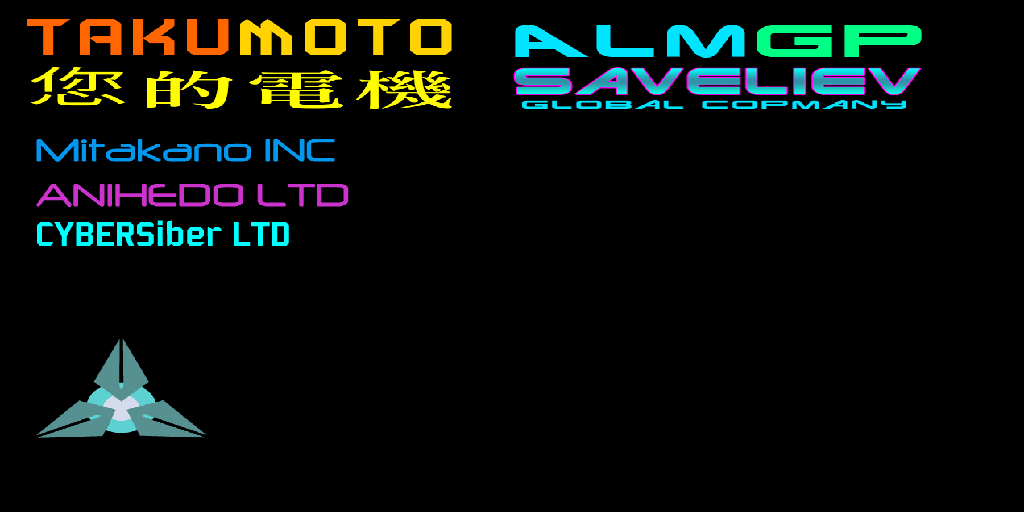 TAKUMOTO
您的電機
Mitakano INC
ANIHEDO LTD
CYBERSiber LTD
ALMGP
SAVELIEV
GLOBAL COPMANY